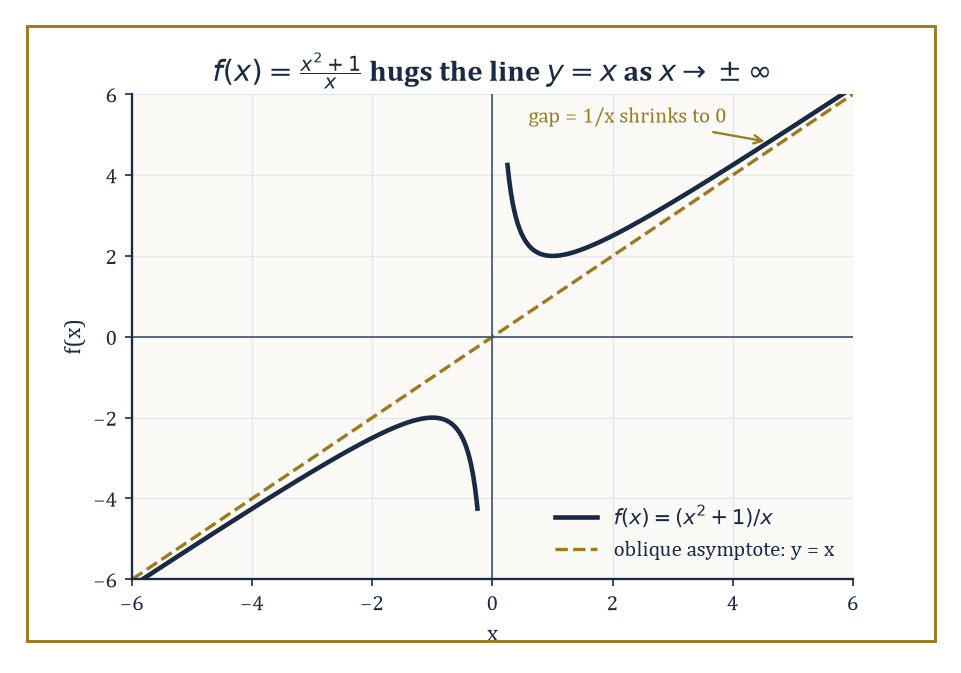 f(x) = x²+1/x hugs the line y = x as x → ± ∞
gap = 1/x shrinks to 0
6
4
2
0
−2
−4
−6
f(x)
f(x) = (x² + 1)/x
oblique asymptote: y = x
−6 −4 −2 0 2 4 6
x